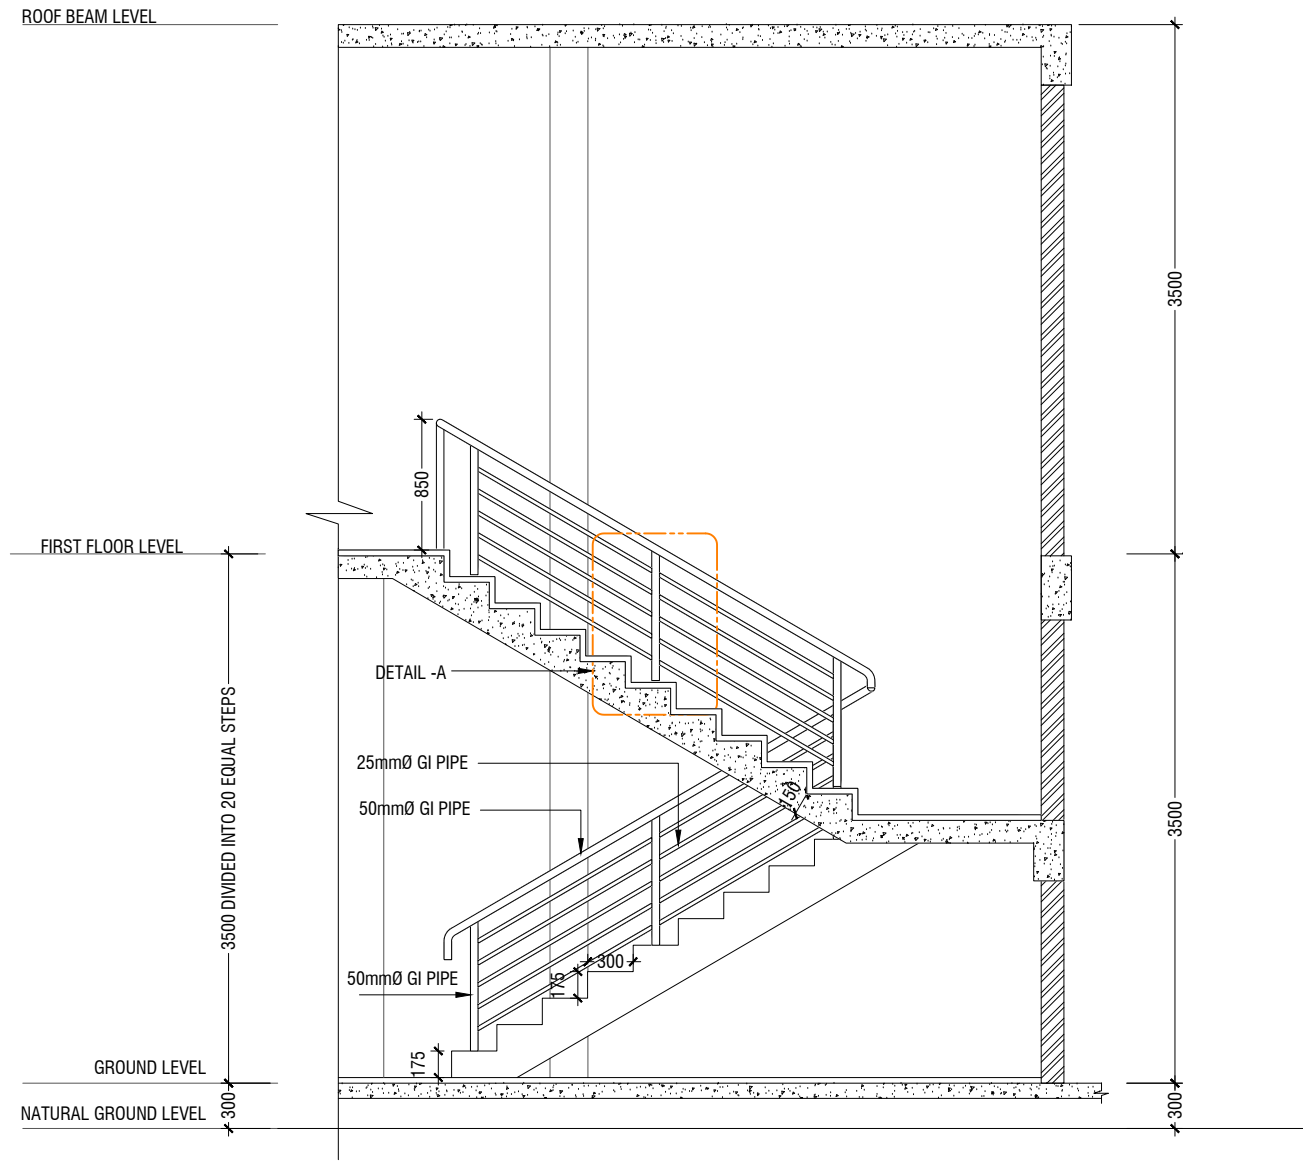 ROOF BEAM LEVEL
3500
850
FIRST FLOOR LEVEL
DETAIL -A
3500 DIVIDED INTO 20 EQUAL STEPS
25mmØ GI PIPE
150
50mmØ GI PIPE
3500
300
50mmØ GI PIPE
175
175
GROUND LEVEL
NATURAL GROUND LEVEL
300
300